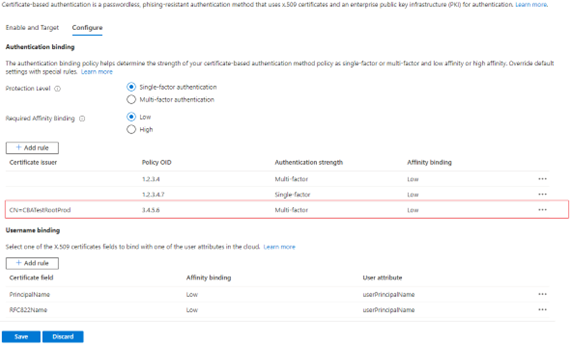 Certificate-based authentication is a passwordless, phising-resistant authentication method that uses x.509 certificates and an enterprise public key infrastructure (PKI) for authentication. Learn more.
Enable and Target Configure
Authentication binding
The authentication binding policy helps determine the strength of your certificate-based authentication method policy as single-factor or multi-factor and low affinity or high affinity. Override default
settings with special rules. Learn more
Protection Level Single-factor authentication
Multi-factor authentication
Required Affinity Binding Low
High
+ Add rule
Certificate issuer Policy OID Authentication strength Affinity binding
1.2.3.4 Multi-factor Low ...
1.2.3.4.7 Single-factor Low ...
CN=CBATestRootProd 3.4.5.6 Multi-factor Low ...
Username binding
Select one of the X.509 certificates fields to bind with one of the user attributes in the cloud. Learn more
+ Add rule
Certificate field Affinity binding User attribute
PrincipalName Low userPrincipalName ...
RFC822Name Low userPrincipalName ...
Save Discard